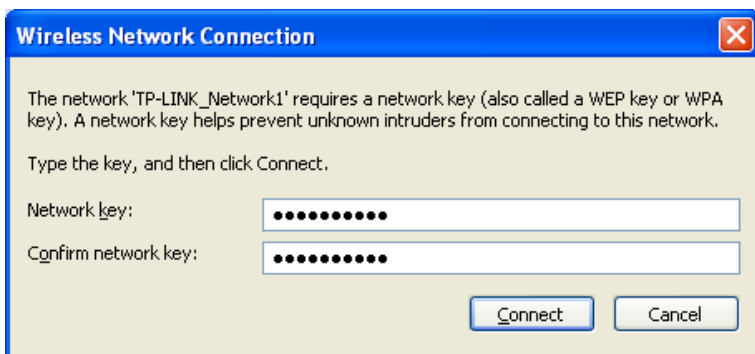 Wireless Network Connection
The network 'TP-LINK_Network1' requires a network key (also called a WEP key or WPA
key). A network key helps prevent unknown intruders from connecting to this network.
Type the key, and then click Connect.
Network key: ●●●●●●●●●●
Confirm network key: ●●●●●●●●●●
Connect Cancel